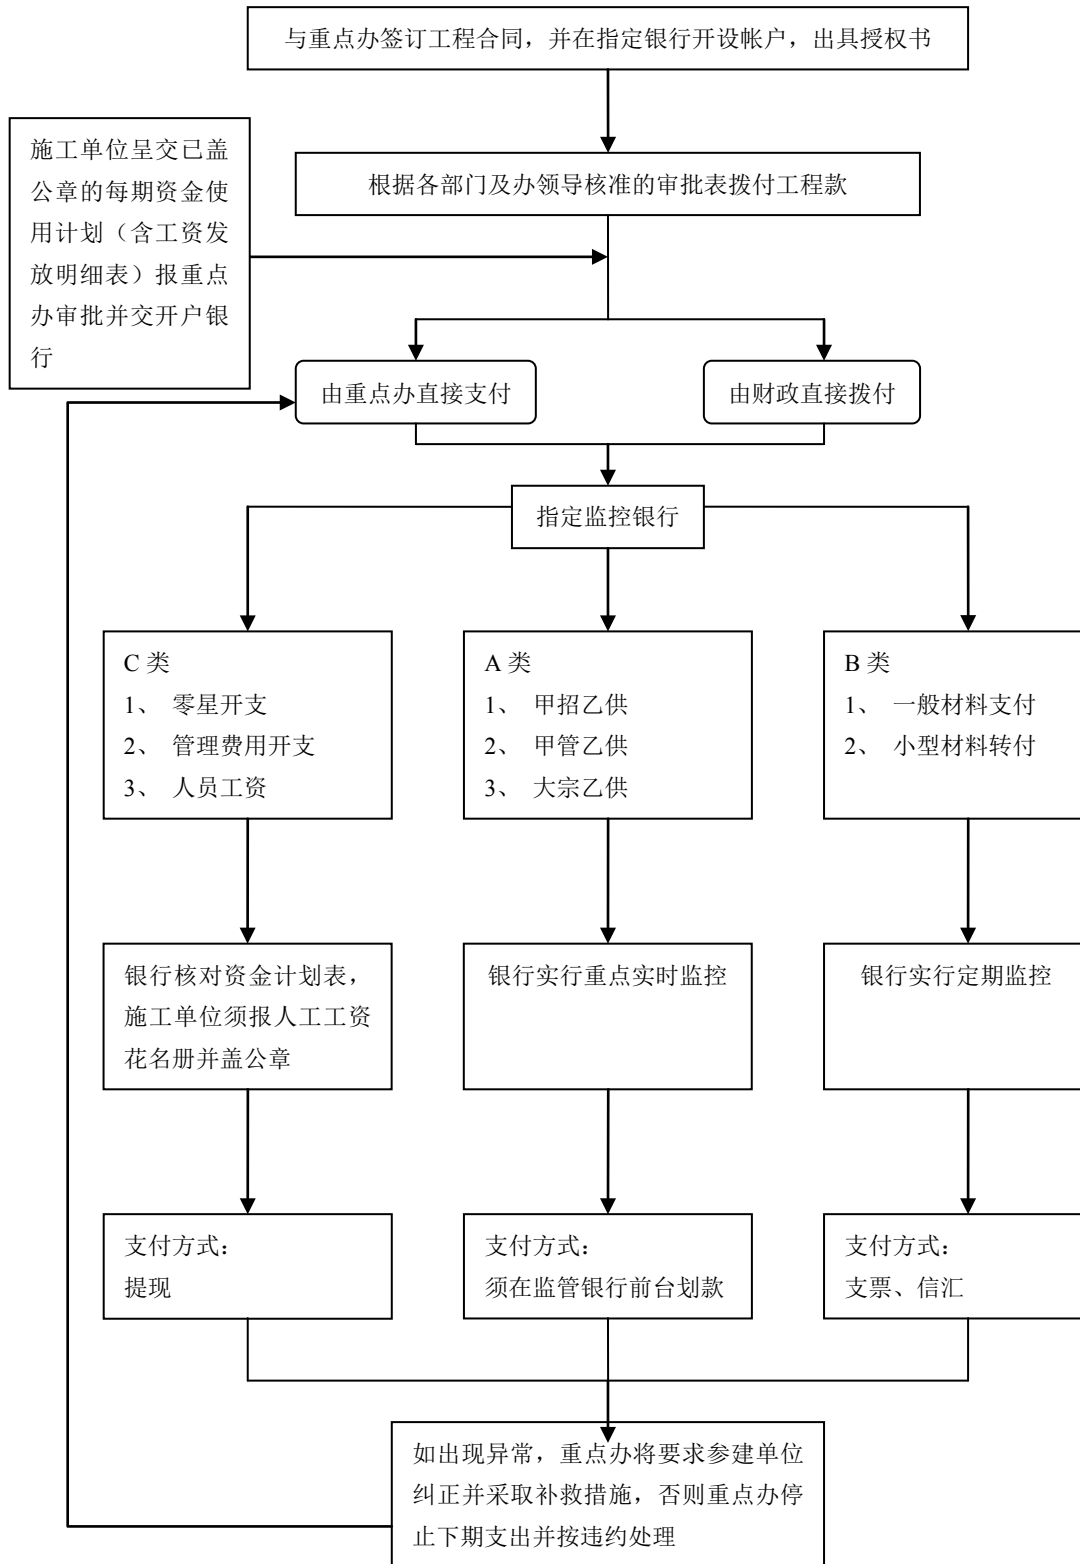 与重点办签订工程合同，并在指定银行开设帐户，出具授权书
施工单位呈交已盖
公章的每期资金使
用计划（含工资发
放明细表）报重点
办审批并交开户银
行
根据各部门及办领导核准的审批表拨付工程款
由重点办直接支付
由财政直接拨付
指定监控银行
C 类
1、 零星开支
2、 管理费用开支
3、 人员工资
A 类
1、 甲招乙供
2、 甲管乙供
3、 大宗乙供
B 类
1、 一般材料支付
2、 小型材料转付
银行核对资金计划表，
施工单位须报人工工资
花名册并盖公章
银行实行重点实时监控
银行实行定期监控
支付方式：
提现
支付方式：
须在监管银行前台划款
支付方式：
支票、信汇
如出现异常，重点办将要求参建单位
纠正并采取补救措施，否则重点办停
止下期支出并按违约处理